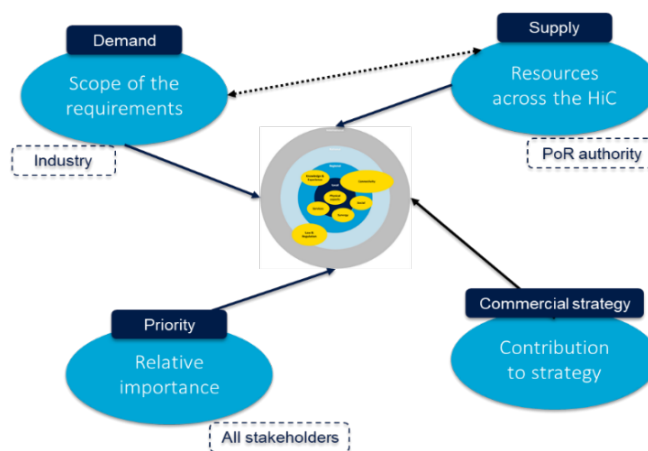 Demand
Scope of the
requirements
Industry
Supply
Resources
across the HiC
PoR authority
Priority
Relative
importance
All stakeholders
Commercial strategy
Contribution
to strategy